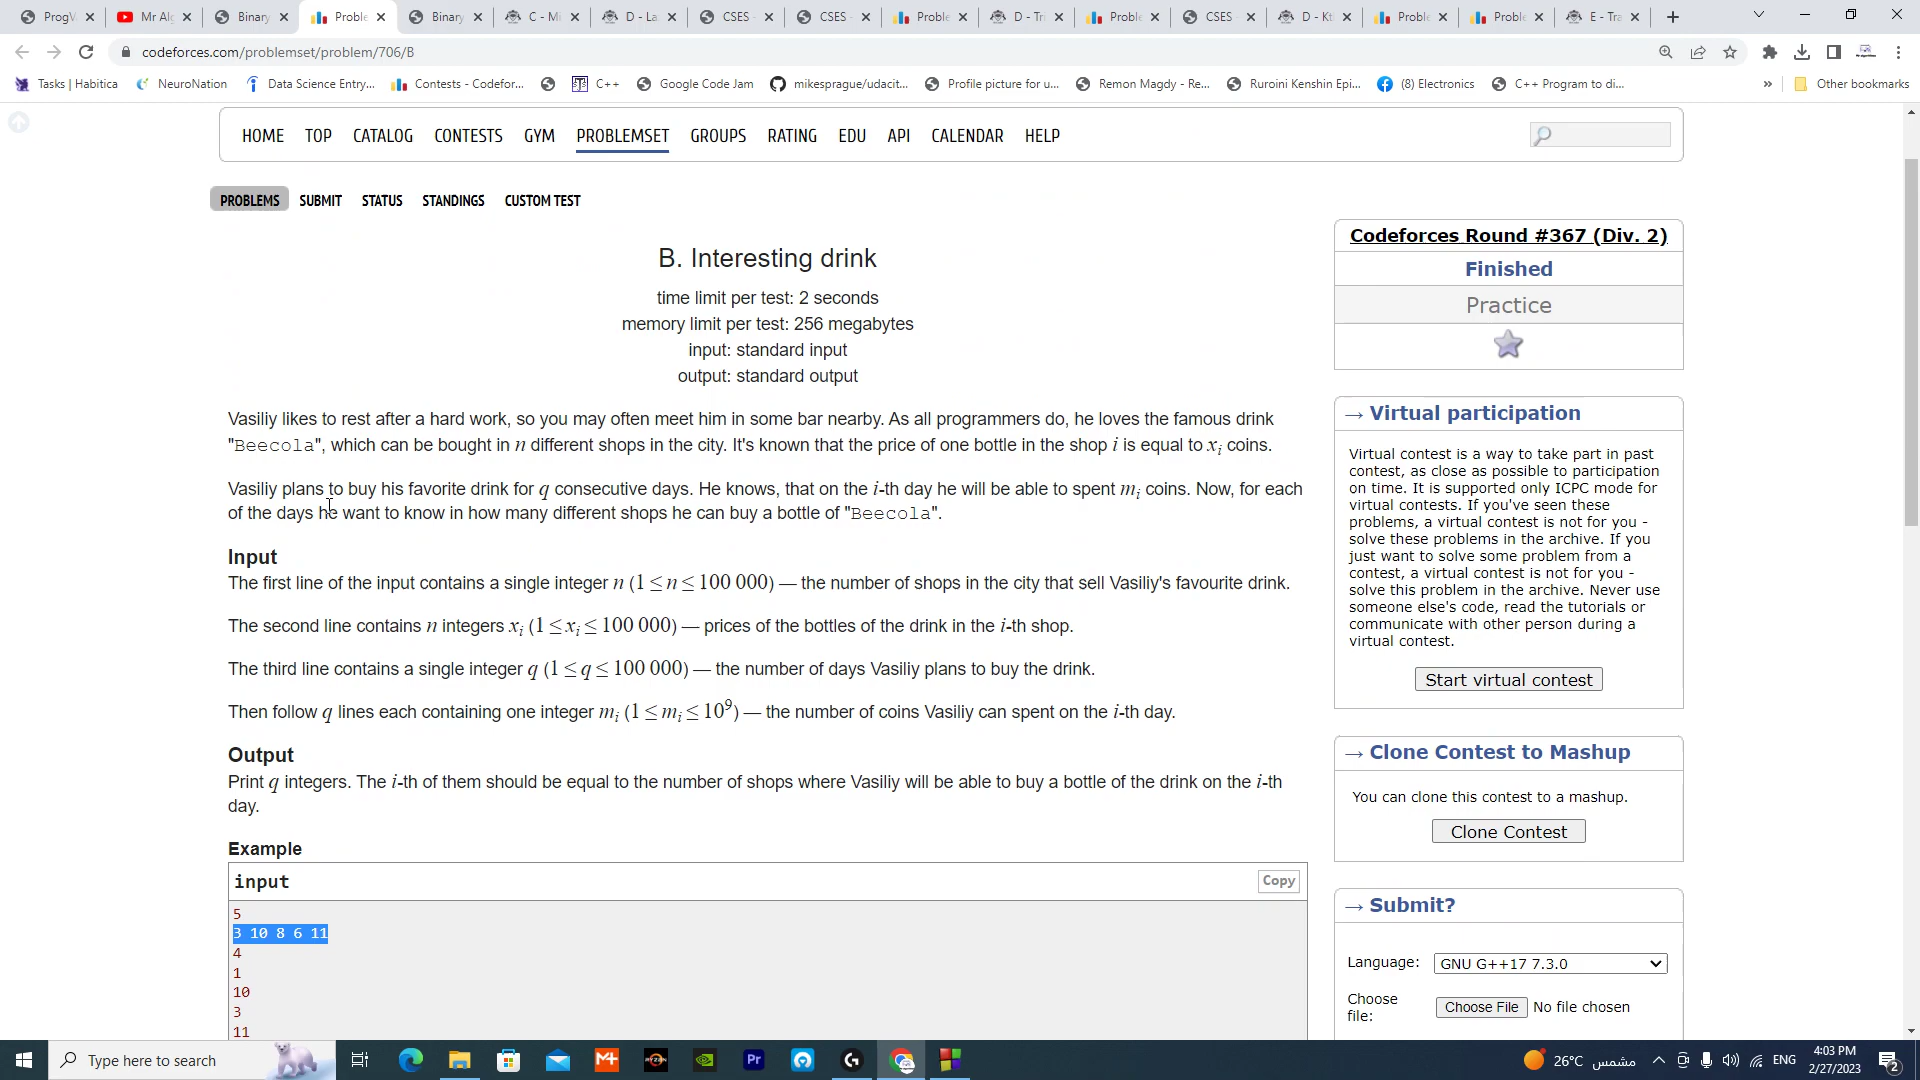 ProgV
Mr Al
Binary
Proble
Binary
C - Mi
D - La
CSES -
CSES -
Proble
D - Tri
Proble
CSES -
D - Kt
Proble
Proble
E - Tra
codeforces.com/problemset/problem/706/B
Tasks | Habitica
NeuroNation
Data Science Entry...
Contests - Codefor...
C++
Google Code Jam
mikesprague/udacit...
Profile picture for u...
Remon Magdy - Re...
Ruroini Kenshin Epi...
(8) Electronics
C++ Program to di...
»
Other bookmarks
HOME TOP CATALOG CONTESTS GYM PROBLEMSET GROUPS RATING EDU API CALENDAR HELP
PROBLEMS SUBMIT STATUS STANDINGS CUSTOM TEST
B. Interesting drink
time limit per test: 2 seconds
memory limit per test: 256 megabytes
input: standard input
output: standard output
Vasiliy likes to rest after a hard work, so you may often meet him in some bar nearby. As all programmers do, he loves the famous drink
"Beecola", which can be bought in n different shops in the city. It's known that the price of one bottle in the shop i is equal to xi coins.
Vasiliy plans to buy his favorite drink for q consecutive days. He knows, that on the i-th day he will be able to spent mi coins. Now, for each
of the days he want to know in how many different shops he can buy a bottle of "Beecola".
Input
The first line of the input contains a single integer n (1 ≤ n ≤ 100 000) — the number of shops in the city that sell Vasiliy's favourite drink.
The second line contains n integers xi (1 ≤ xi ≤ 100 000) — prices of the bottles of the drink in the i-th shop.
The third line contains a single integer q (1 ≤ q ≤ 100 000) — the number of days Vasiliy plans to buy the drink.
Then follow q lines each containing one integer mi (1 ≤ mi ≤ 10⁹) — the number of coins Vasiliy can spent on the i-th day.
Output
Print q integers. The i-th of them should be equal to the number of shops where Vasiliy will be able to buy a bottle of the drink on the i-th
day.
Example
input
Copy
5
3 10 8 6 11
4
1
10
3
11
Codeforces Round #367 (Div. 2)
Finished
Practice
→ Virtual participation
Virtual contest is a way to take part in past
contest, as close as possible to participation
on time. It is supported only ICPC mode for
virtual contests. If you've seen these
problems, a virtual contest is not for you -
solve these problems in the archive. If you
just want to solve some problem from a
contest, a virtual contest is not for you -
solve this problem in the archive. Never use
someone else's code, read the tutorials or
communicate with other person during a
virtual contest.
Start virtual contest
→ Clone Contest to Mashup
You can clone this contest to a mashup.
Clone Contest
→ Submit?
Language: GNU G++17 7.3.0
Choose
file:
Choose File No file chosen
Type here to search
Pr
26°C مشمس
ENG
4:03 PM
2/27/2023
2